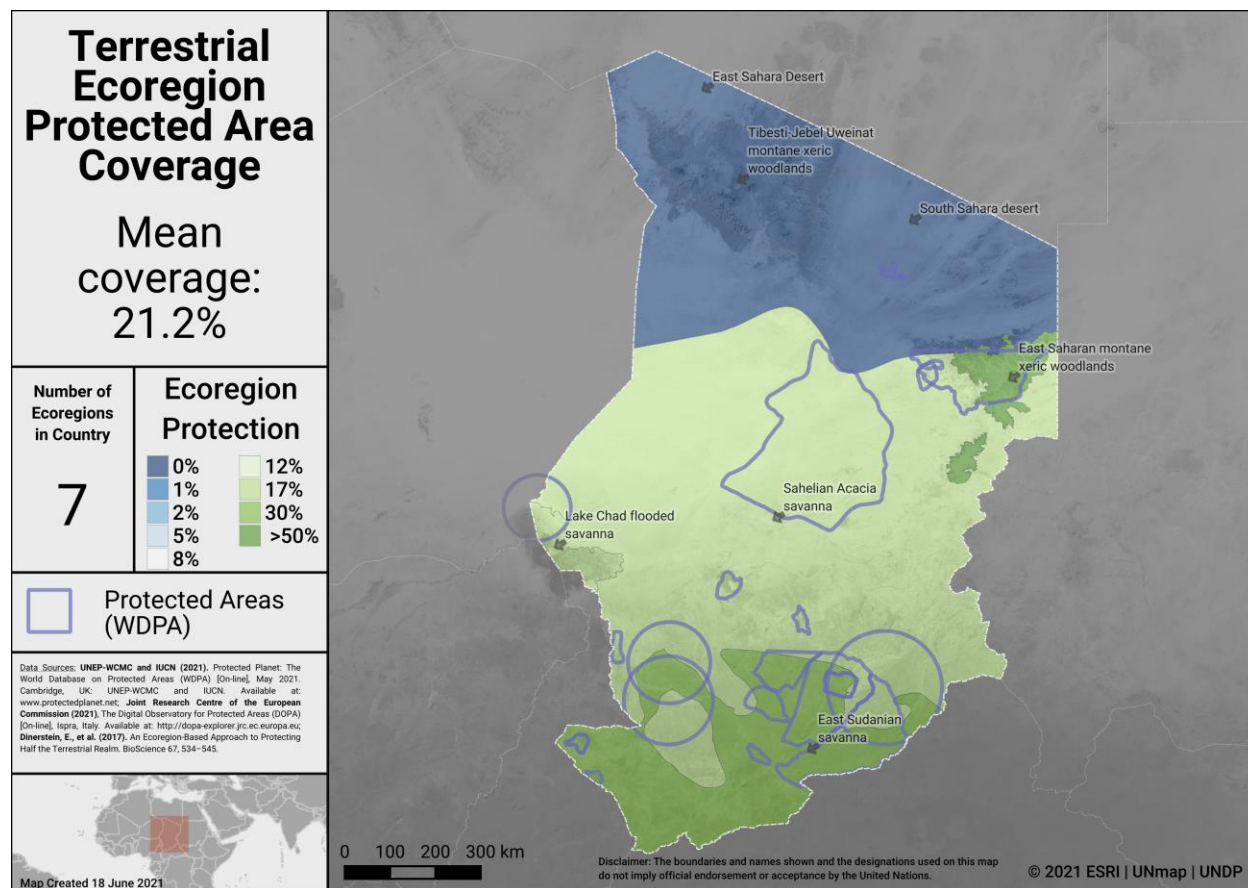 Terrestrial
Ecoregion
Protected Area
Coverage
Mean
coverage:
21.2%
Number of
Ecoregions
in Country
7
Ecoregion
Protection
0%
1%
2%
5%
8%
12%
17%
30%
>50%
Protected Areas
(WDPA)
Data Sources: UNEP-WCMC and IUCN (2021). Protected Planet: The
World Database on Protected Areas (WDPA) [On-line], May 2021.
Cambridge, UK: UNEP-WCMC and IUCN. Available at:
www.protectedplanet.net; Joint Research Centre of the European
Commission (2021), The Digital Observatory for Protected Areas (DOPA)
[On-line], Ispra, Italy. Available at: http://dopa-explorer.jrc.ec.europa.eu;
Dinerstein, E., et al. (2017). An Ecoregion-Based Approach to Protecting
Half the Terrestrial Realm. BioScience 67, 534–545.
Map Created 18 June 2021
East Sahara Desert
Tibesti-Jebel Uweinat
montane xeric
woodlands
South Sahara desert
East Saharan montane
xeric woodlands
Sahelian Acacia
savanna
Lake Chad flooded
savanna
East Sudanian
savanna
0 100 200 300 km
Disclaimer: The boundaries and names shown and the designations used on this map
do not imply official endorsement or acceptance by the United Nations.
© 2021 ESRI | UNmap | UNDP